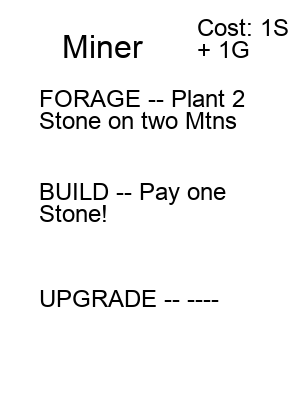 Miner
Cost: 1S
+ 1G
FORAGE -- Plant 2
Stone on two Mtns
BUILD -- Pay one
Stone!
UPGRADE -- ----